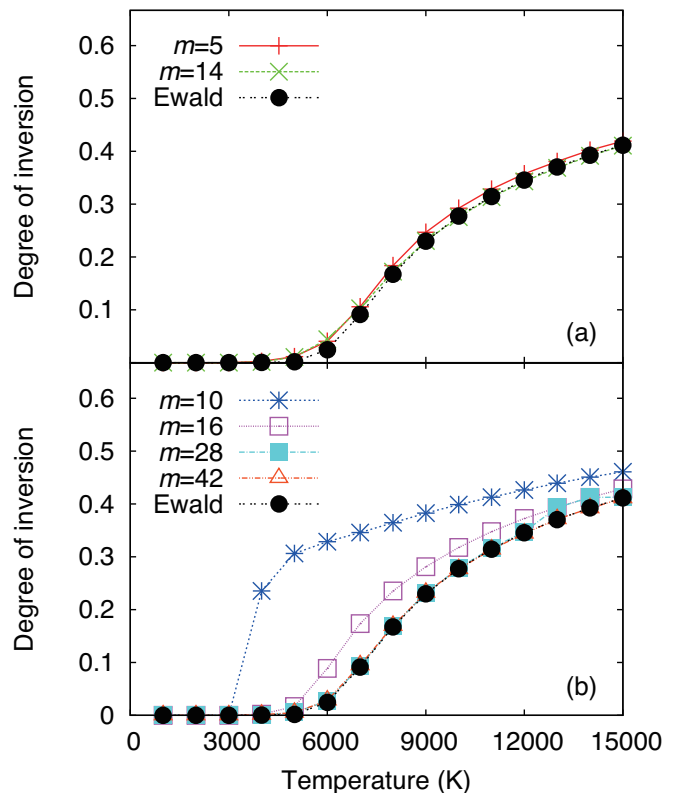 0.6
0.5
0.4
0.3
0.2
0.1
Degree of inversion
m=5
m=14
Ewald
(a)
0.6
0.5
0.4
0.3
0.2
0.1
0
Degree of inversion
m=10
m=16
m=28
m=42
Ewald
(b)
0 3000 6000 9000 12000 15000
Temperature (K)